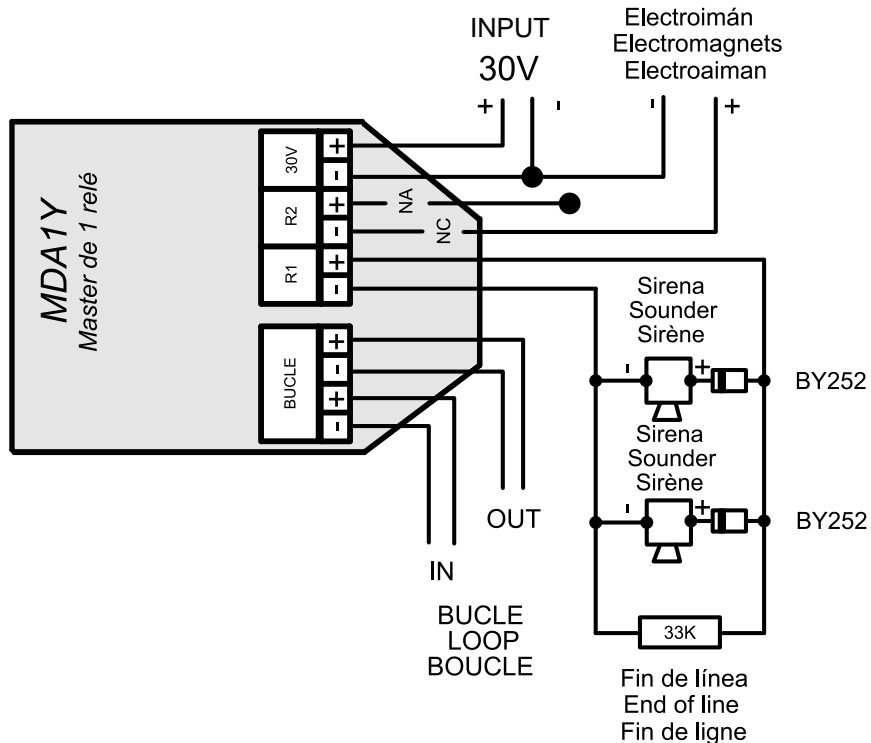 INPUT
30V
+
-
Electroimán
Electromagnets
Electroaiman
-
+
MDA1Y
Master de 1 relé
30V
+
-
R2
+
-
NA
NC
R1
+
-
BUCLE
+
-
+
-
OUT
IN
BUCLE
LOOP
BOUCLE
Sirena
Sounder
Sirène
-
+
BY252
Sirena
Sounder
Sirène
-
+
BY252
33K
Fin de línea
End of line
Fin de ligne